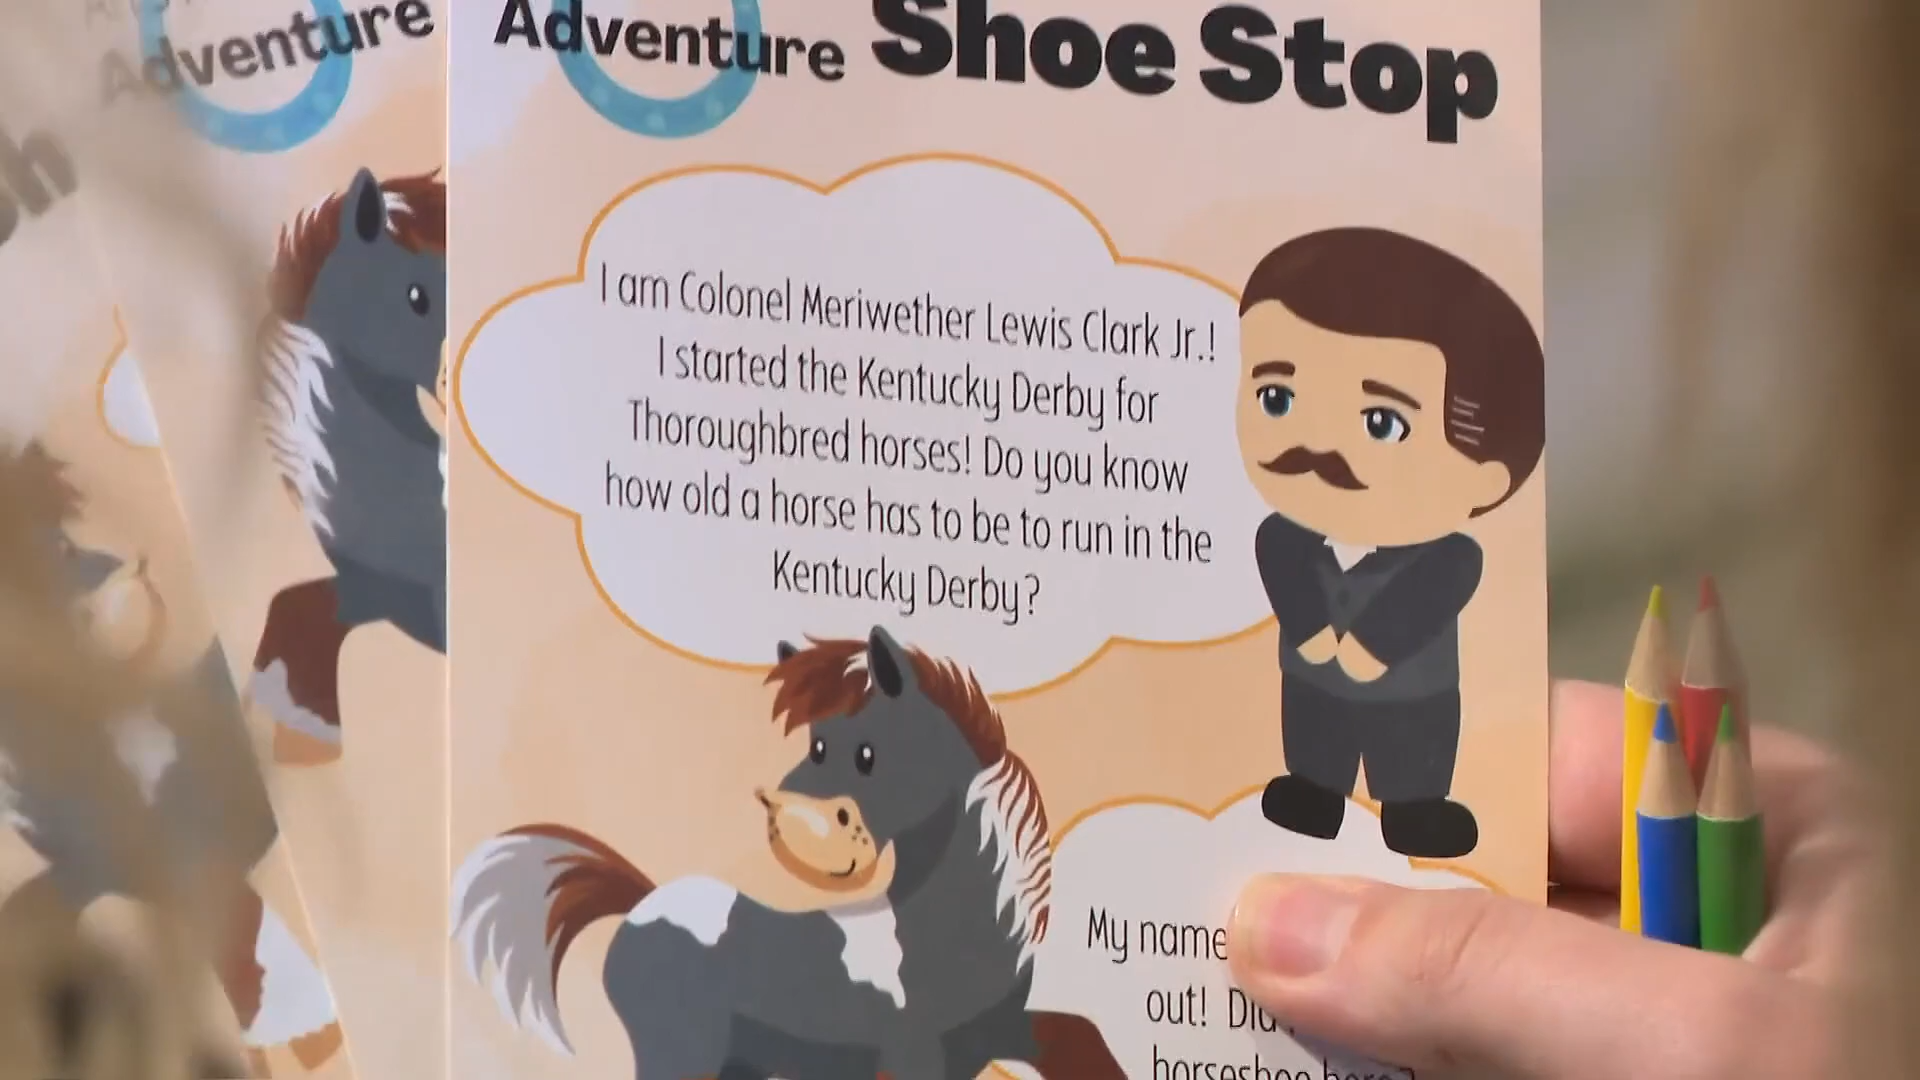 Adventure
Adventure Shoe Stop
I am Colonel Meriwether Lewis Clark Jr.!
I started the Kentucky Derby for
Thoroughbred horses! Do you know
how old a horse has to be to run in the
Kentucky Derby?
My name
out!
horseshoe